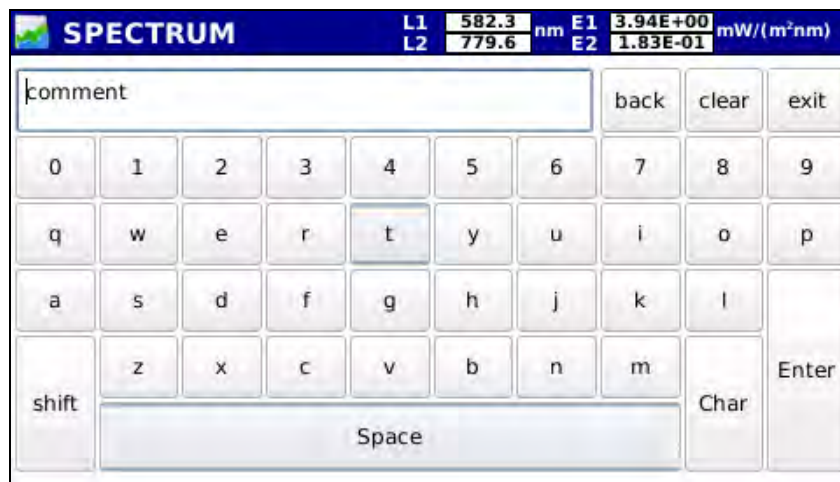 SPECTRUM L1 582.3 nm E1 3.94E+00 mW/(m²nm)
L2 779.6 E2 1.83E-01
comment back clear exit
0 1 2 3 4 5 6 7 8 9
q w e r t y u i o p
a s d f g h j k l
z x c v b n m Enter
shift Char
Space